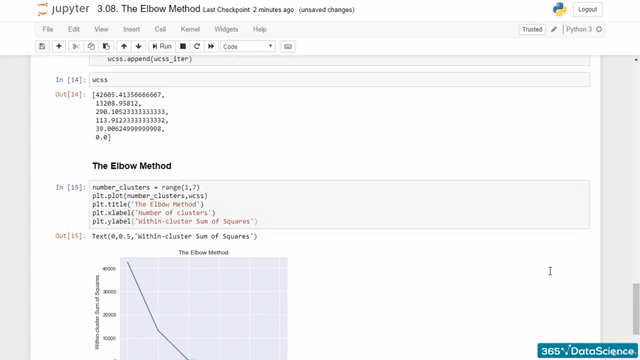 jupyter 3.08. The Elbow Method Last Checkpoint: 2 minutes ago (unsaved changes)
Logout
File Edit View Insert Cell Kernel Widgets Help
Trusted
Python 3
Run
Code
wcss.append(wcss_iter)
In [14]: wcss
Out[14]: [42605.41356666667,
13208.95812,
290.10523333333333,
113.91233333333332,
39.00624999999998,
0.0]
The Elbow Method
In [15]: number_clusters = range(1,7)
plt.plot(number_clusters,wcss)
plt.title('The Elbow Method')
plt.xlabel('Number of clusters')
plt.ylabel('Within-cluster Sum of Squares')
Out[15]: Text(0,0.5,'Within-cluster Sum of Squares')
The Elbow Method
40000
30000
20000
10000
0
Within-cluster Sum of Squares
365 DataScience